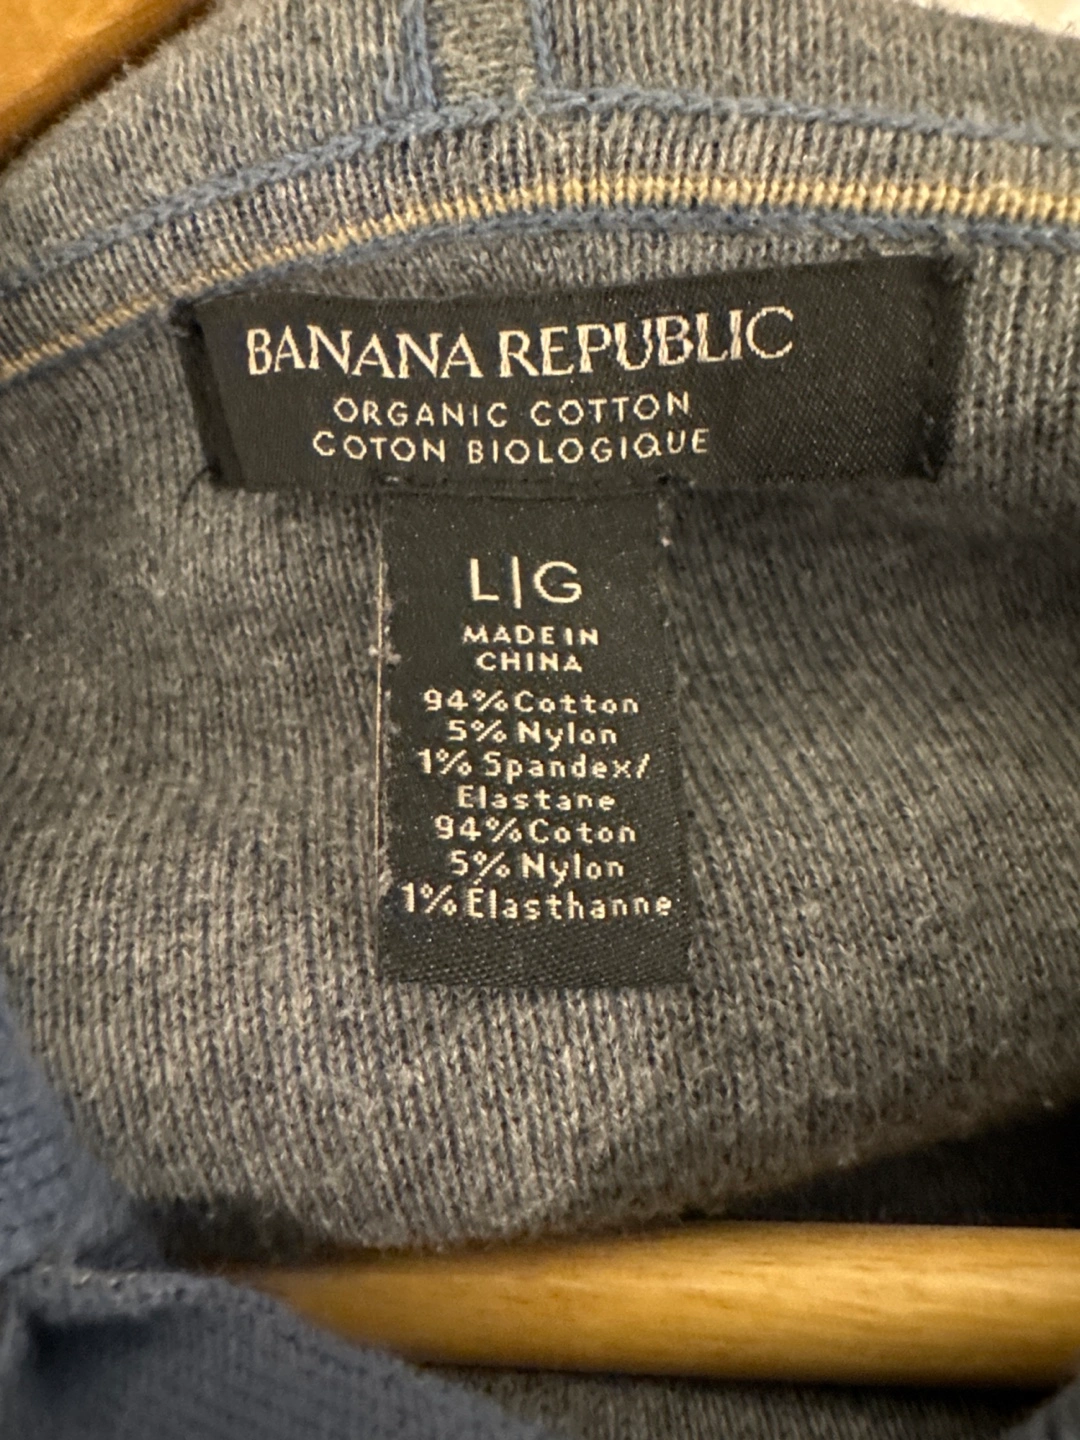 BANANA REPUBLIC
ORGANIC COTTON
COTON BIOLOGIQUE
L|G
MADE IN
CHINA
94% Cotton
5% Nylon
1% Spandex/
Elastane
94% Coton
5% Nylon
1% Élasthanne